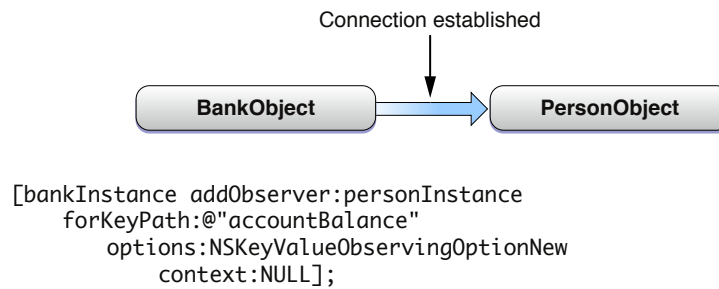 Connection established
BankObject
PersonObject
[bankInstance addObserver:personInstance
forKeyPath:@"accountBalance"
options:NSKeyValueObservingOptionNew
context:NULL];